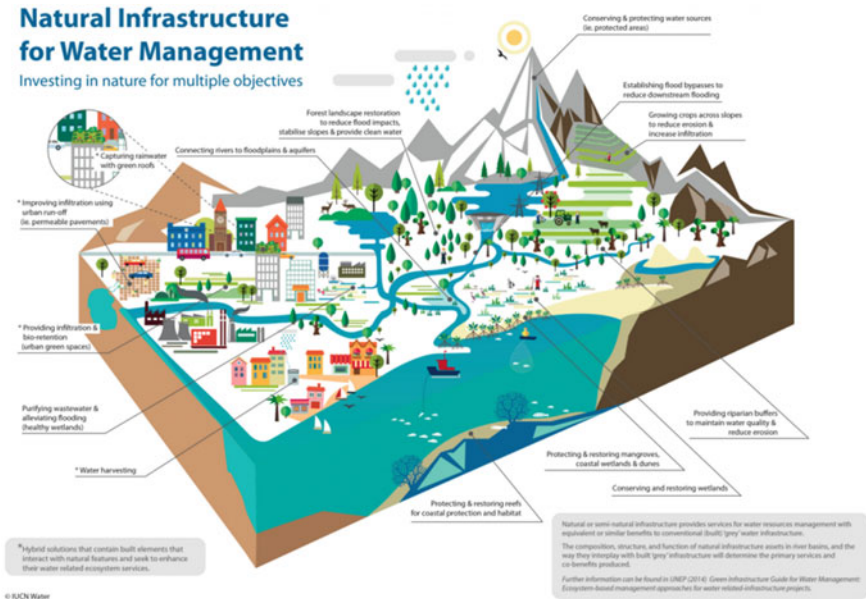 Natural Infrastructure
for Water Management
Investing in nature for multiple objectives
Conserving & protecting water sources
(ie. protected areas)
Establishing flood bypasses to
reduce downstream flooding
Forest landscape restoration
to reduce flood impacts,
stabilise slopes & provide clean water
Growing crops across slopes
to reduce erosion &
increase infiltration
Connecting rivers to floodplains & aquifers
* Capturing rainwater
with green roofs
* Improving infiltration using
urban run-off
(ie. permeable pavements)
* Providing infiltration &
bio-retention
(urban green spaces)
Purifying wastewater &
alleviating flooding
(healthy wetlands)
* Water harvesting
Providing riparian buffers
to maintain water quality &
reduce erosion
Protecting & restoring mangroves,
coastal wetlands & dunes
Conserving and restoring wetlands
Protecting & restoring reefs
for coastal protection and habitat
*Hybrid solutions that contain built elements that
interact with natural features and seek to enhance
their water related ecosystem services.
Natural or semi-natural infrastructure provides services for water resources management with
equivalent or similar benefits to conventional (built) 'grey' water infrastructure.
The composition, structure, and function of natural infrastructure assets in river basins, and the
way they interplay with built 'grey' infrastructure will determine the primary services and
co-benefits produced.
Further information can be found in UNEP (2014) Green Infrastructure Guide for Water Management:
Ecosystem-based management approaches for water related infrastructure projects.
© IUCN Water